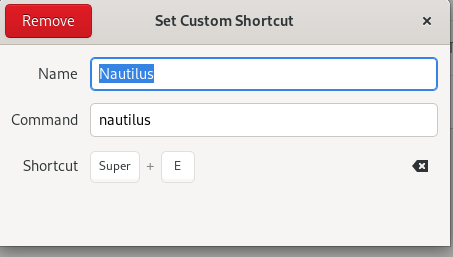 Remove Set Custom Shortcut ×
Name Nautilus
Command nautilus
Shortcut Super + E